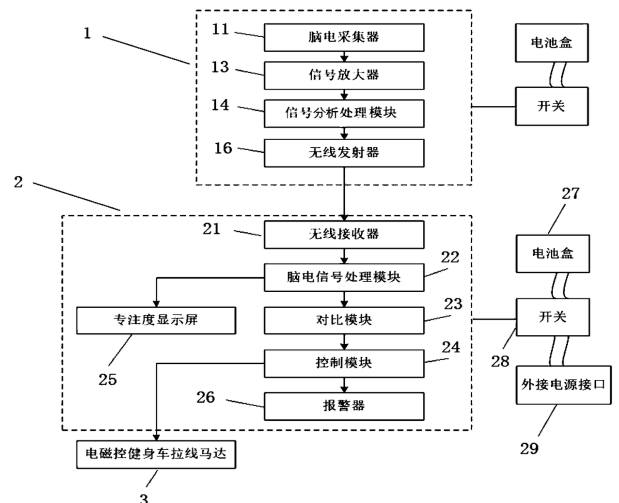 1
11
脑电采集器
电池盒
13
信号放大器
14
信号分析处理模块
开关
16
无线发射器
2
21
无线接收器
27
22
脑电信号处理模块
电池盒
专注度显示屏
对比模块
23
开关
28
25
控制模块
24
26
报警器
外接电源接口
29
电磁控健身车拉线马达
3